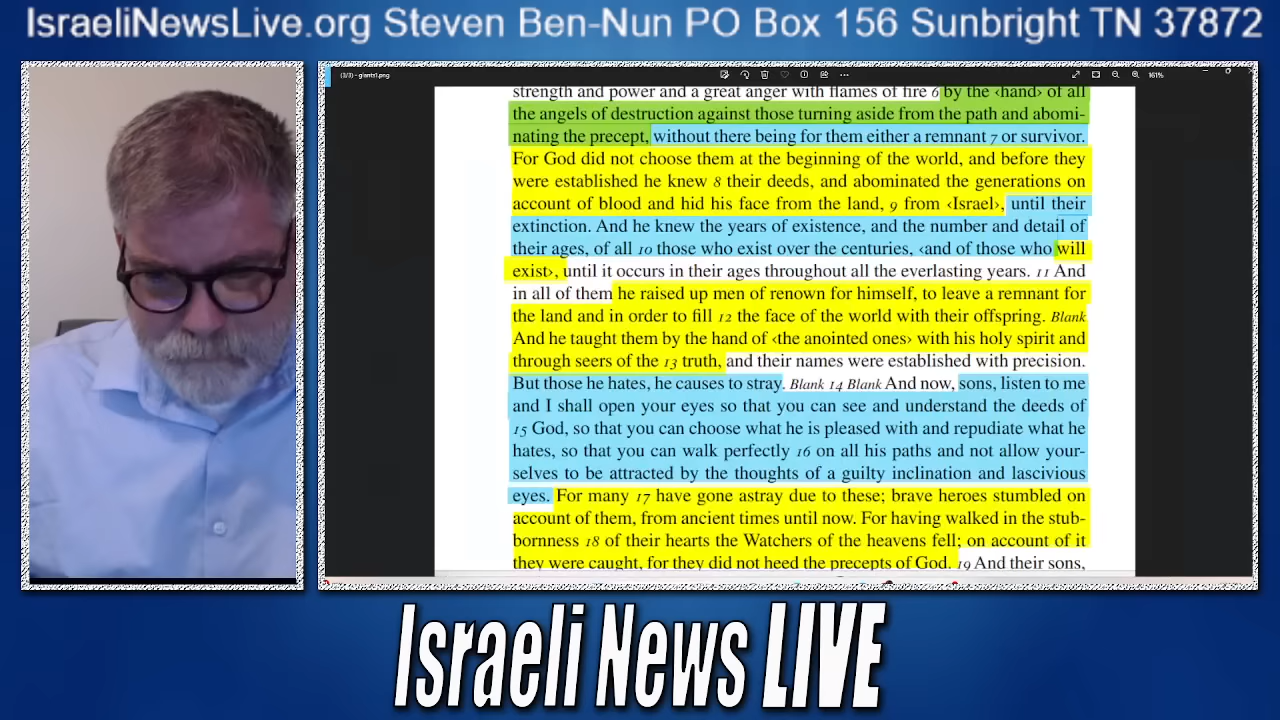 IsraeliNewsLive.org Steven Ben-Nun PO Box 156 Sunbright TN 37872
(3/3) - giants1.png
161%
strength and power and a great anger with flames of fire 6 by the ‹hand› of all
the angels of destruction against those turning aside from the path and abomi-
nating the precept, without there being for them either a remnant 7 or survivor.
For God did not choose them at the beginning of the world, and before they
were established he knew 8 their deeds, and abominated the generations on
account of blood and hid his face from the land, 9 from ‹Israel›, until their
extinction. And he knew the years of existence, and the number and detail of
their ages, of all 10 those who exist over the centuries, ‹and of those who will
exist›, until it occurs in their ages throughout all the everlasting years. 11 And
in all of them he raised up men of renown for himself, to leave a remnant for
the land and in order to fill 12 the face of the world with their offspring. Blank
And he taught them by the hand of ‹the anointed ones› with his holy spirit and
through seers of the 13 truth, and their names were established with precision.
But those he hates, he causes to stray. Blank 14 Blank And now, sons, listen to me
and I shall open your eyes so that you can see and understand the deeds of
15 God, so that you can choose what he is pleased with and repudiate what he
hates, so that you can walk perfectly 16 on all his paths and not allow your-
selves to be attracted by the thoughts of a guilty inclination and lascivious
eyes. For many 17 have gone astray due to these; brave heroes stumbled on
account of them, from ancient times until now. For having walked in the stub-
bornness 18 of their hearts the Watchers of the heavens fell; on account of it
they were caught, for they did not heed the precepts of God. 19 And their sons,
Israeli News LIVE